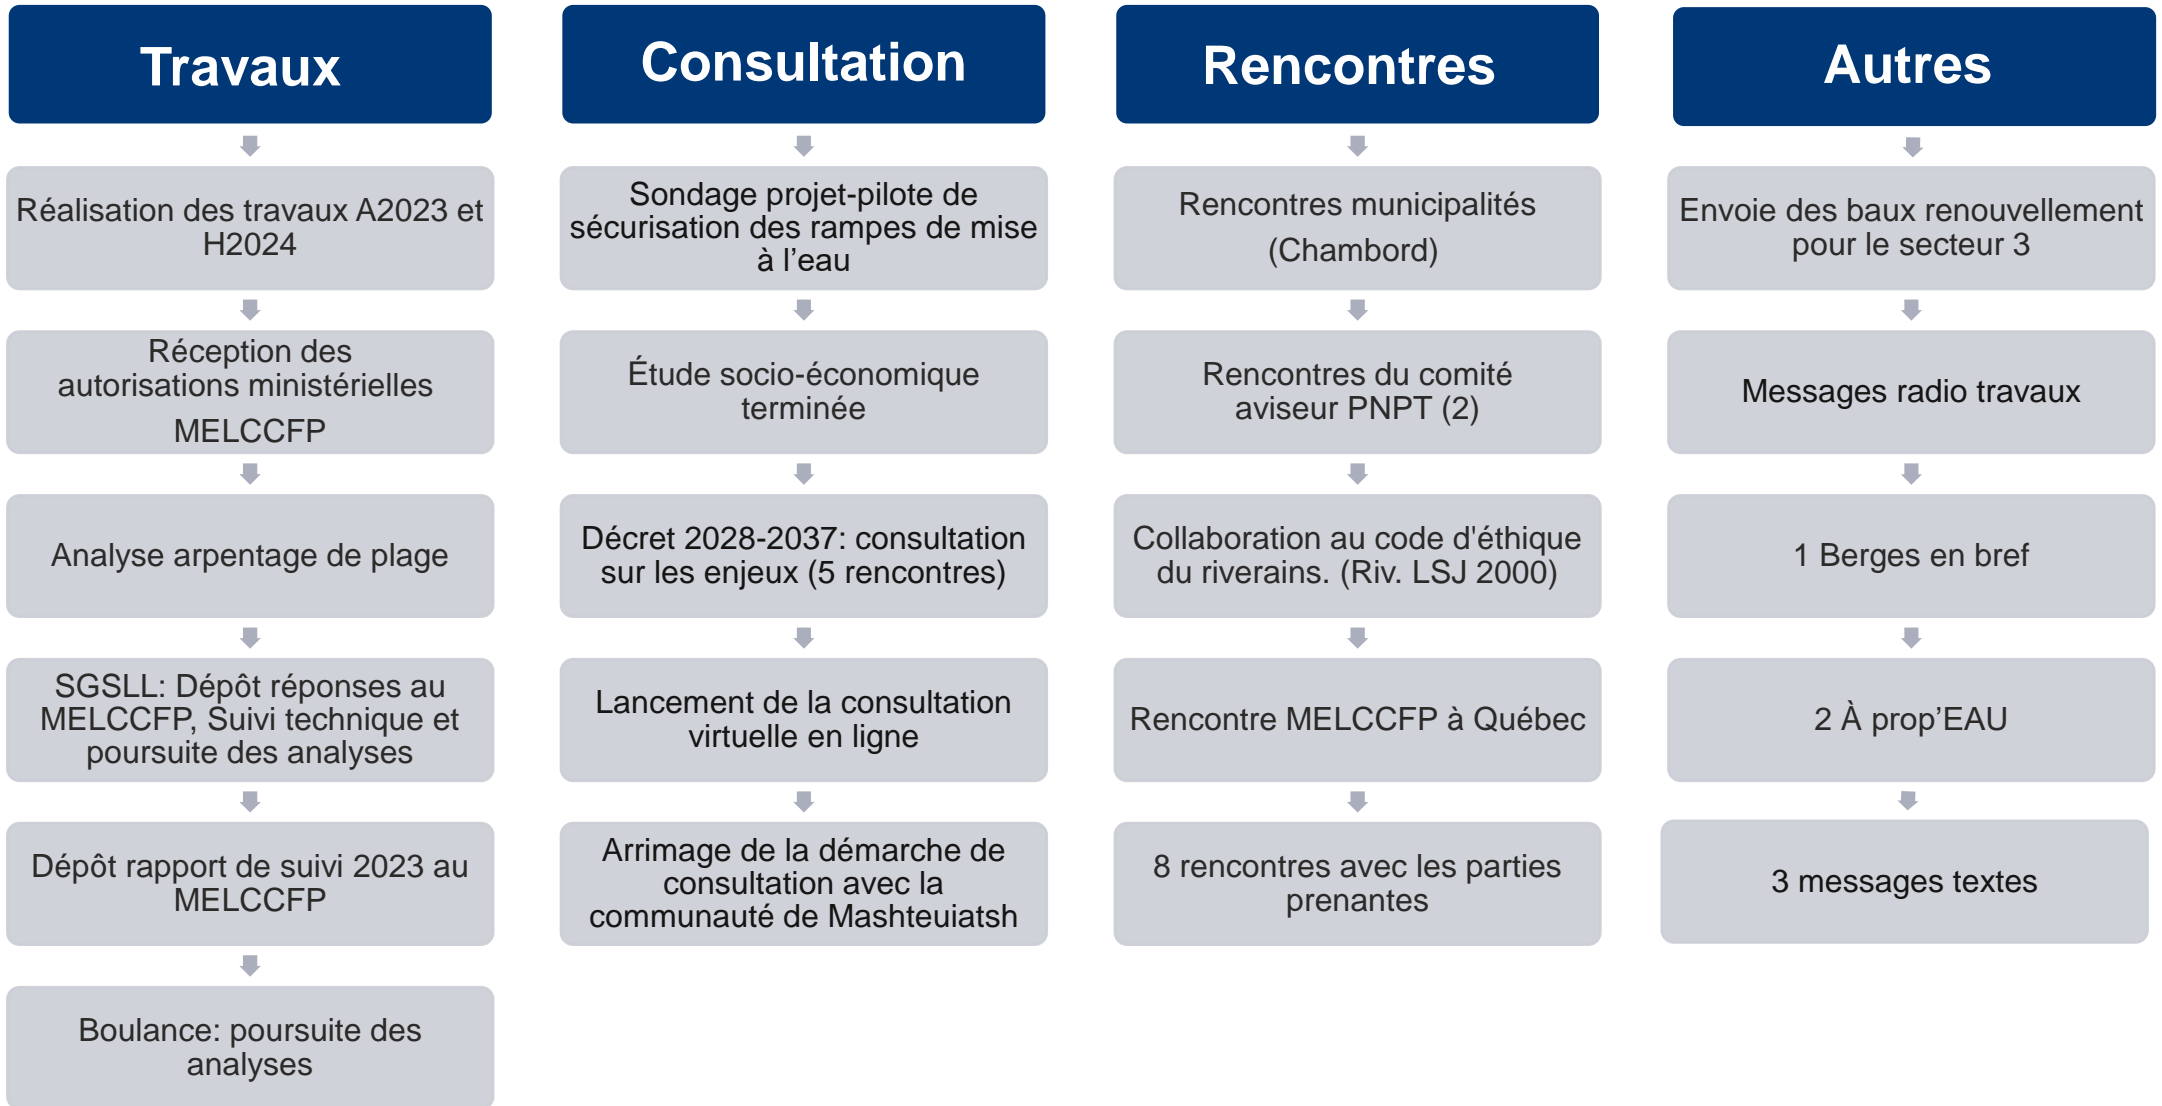 Travaux
Réalisation des travaux A2023 et
H2024
Réception des
autorisations ministérielles
MELCCFP
Analyse arpentage de plage
SGSLL: Dépôt réponses au
MELCCFP, Suivi technique et
poursuite des analyses
Dépôt rapport de suivi 2023 au
MELCCFP
Boulance: poursuite des
analyses
Consultation
Sondage projet-pilote de
sécurisation des rampes de mise
à l’eau
Étude socio-économique
terminée
Décret 2028-2037: consultation
sur les enjeux (5 rencontres)
Lancement de la consultation
virtuelle en ligne
Arrimage de la démarche de
consultation avec la
communauté de Mashteuiatsh
Rencontres
Rencontres municipalités
(Chambord)
Rencontres du comité
aviseur PNPT (2)
Collaboration au code d'éthique
du riverains. (Riv. LSJ 2000)
Rencontre MELCCFP à Québec
8 rencontres avec les parties
prenantes
Autres
Envoie des baux renouvellement
pour le secteur 3
Messages radio travaux
1 Berges en bref
2 À prop’EAU
3 messages textes